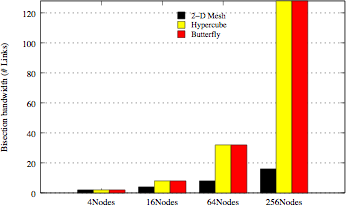 Bisection bandwidth (# Links)
120
100
80
60
40
20
0
2-D Mesh
Hypercube
Butterfly
4Nodes 16Nodes 64Nodes 256Nodes